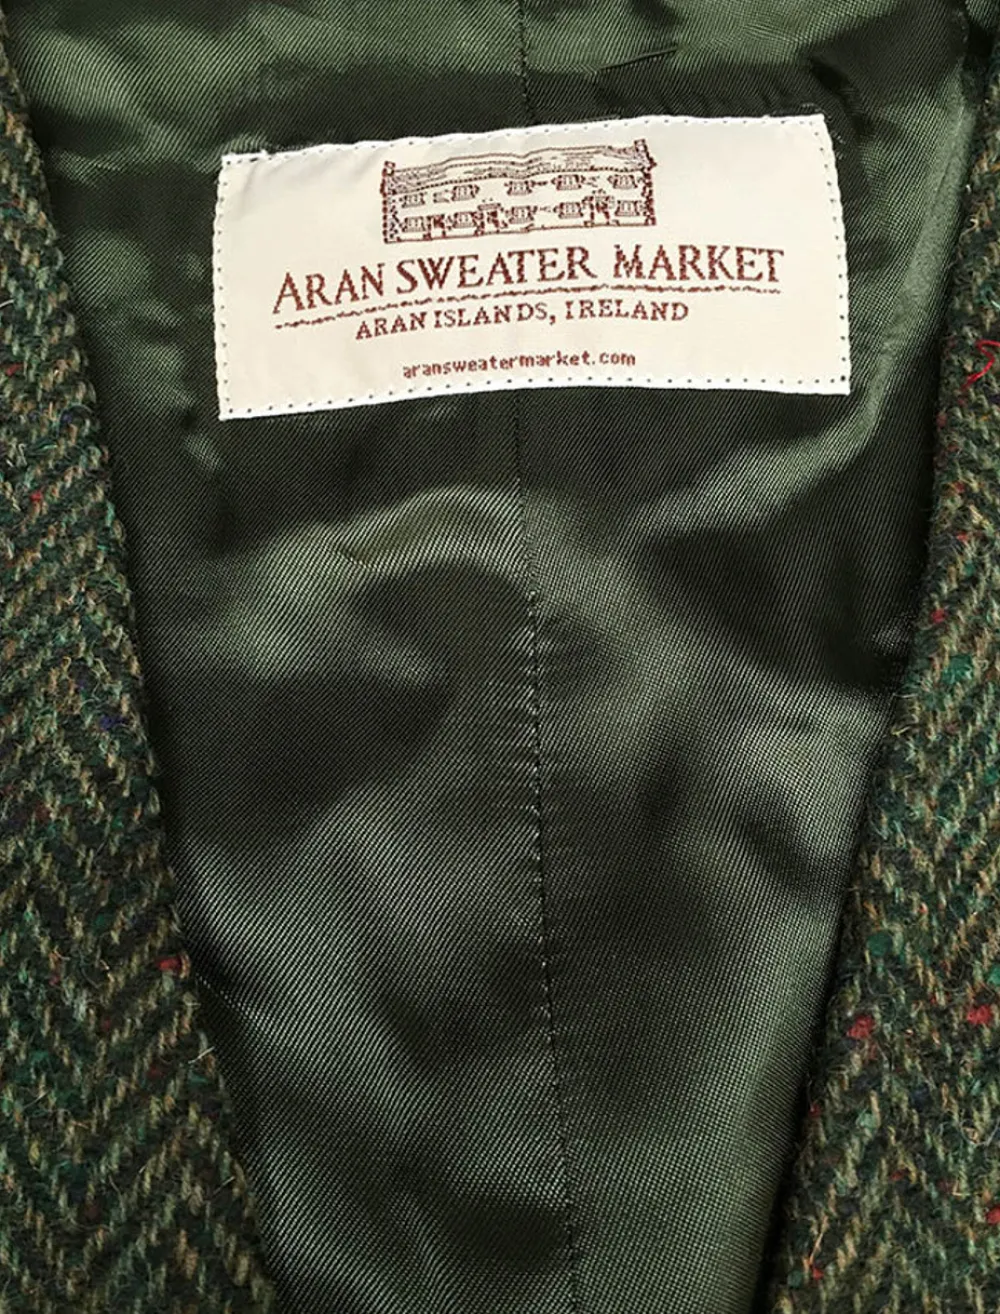 ARAN SWEATER MARKET
ARAN ISLANDS, IRELAND
aransweatermarket.com